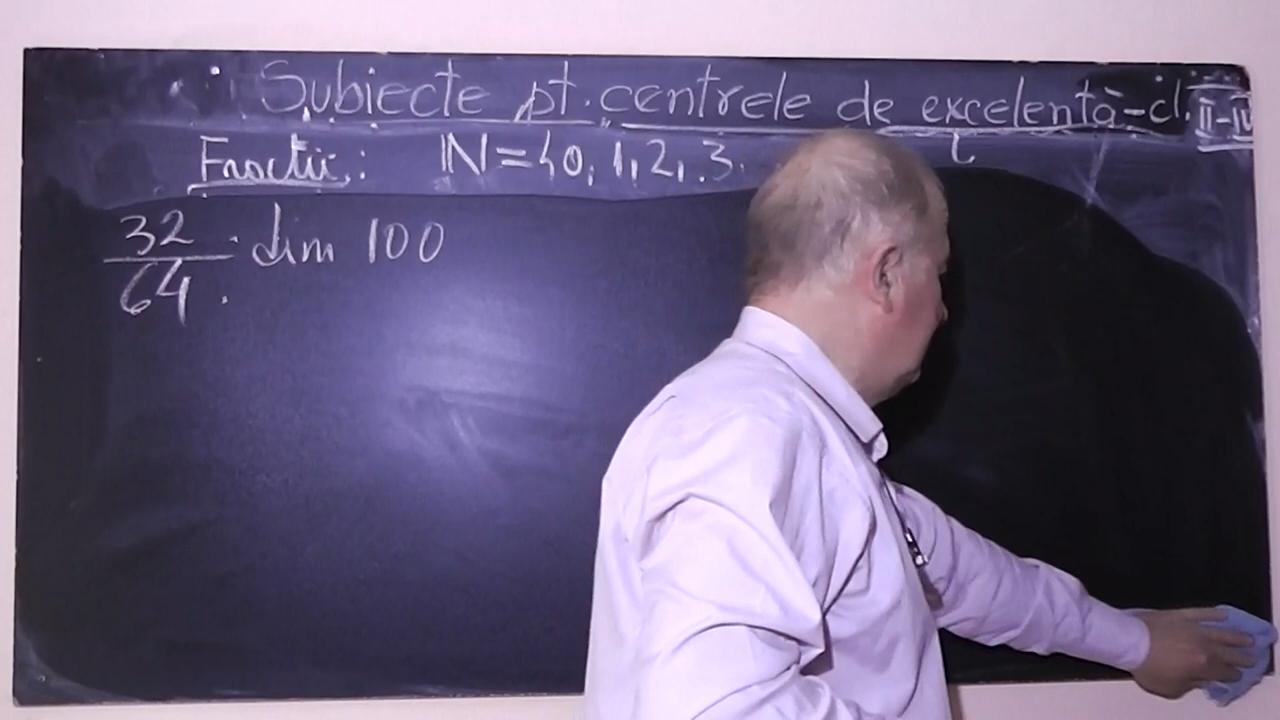 Subiecte pt. centrele de excelență-cl. II-IV
Fracții: ℕ={0, 1, 2, 3.
32/64 din 100